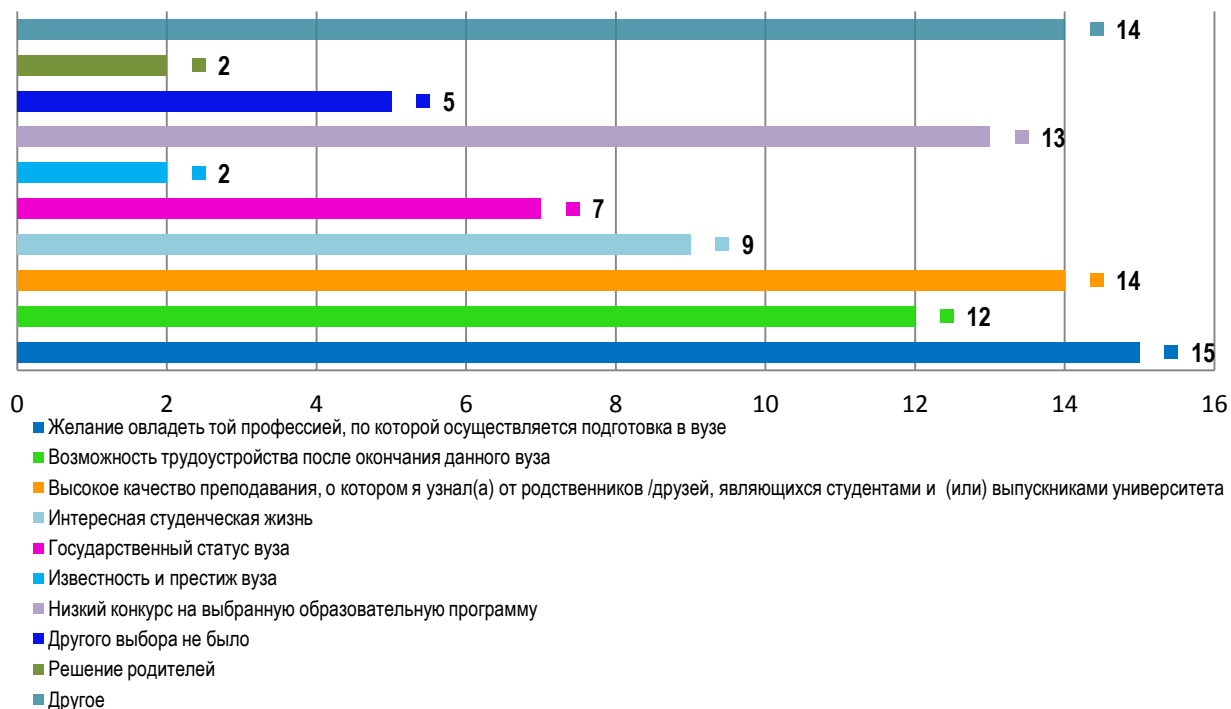 14
2
5
13
2
7
9
14
12
15
0 2 4 6 8 10 12 14 16
Желание овладеть той профессией, по которой осуществляется подготовка в вузе
Возможность трудоустройства после окончания данного вуза
Высокое качество преподавания, о котором я узнал(а) от родственников /друзей, являющихся студентами и (или) выпускниками университета
Интересная студенческая жизнь
Государственный статус вуза
Известность и престиж вуза
Низкий конкурс на выбранную образовательную программу
Другого выбора не было
Решение родителей
Другое